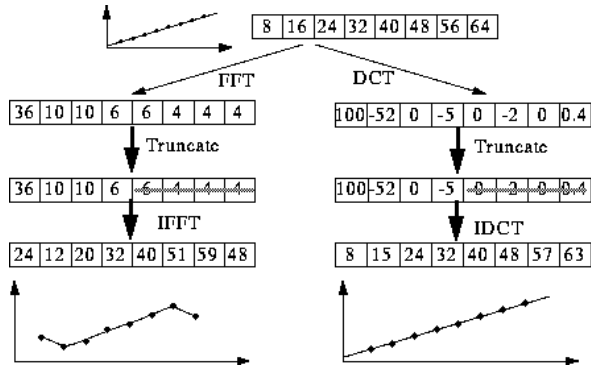 8 16 24 32 40 48 56 64
FFT DCT
36 10 10 6 6 4 4 4
100 -52 0 -5 0 -2 0 0.4
Truncate Truncate
36 10 10 6 6 4 4 4
100 -52 0 -5 0 -2 0 0.4
IFFT IDCT
24 12 20 32 40 51 59 48
8 15 24 32 40 48 57 63